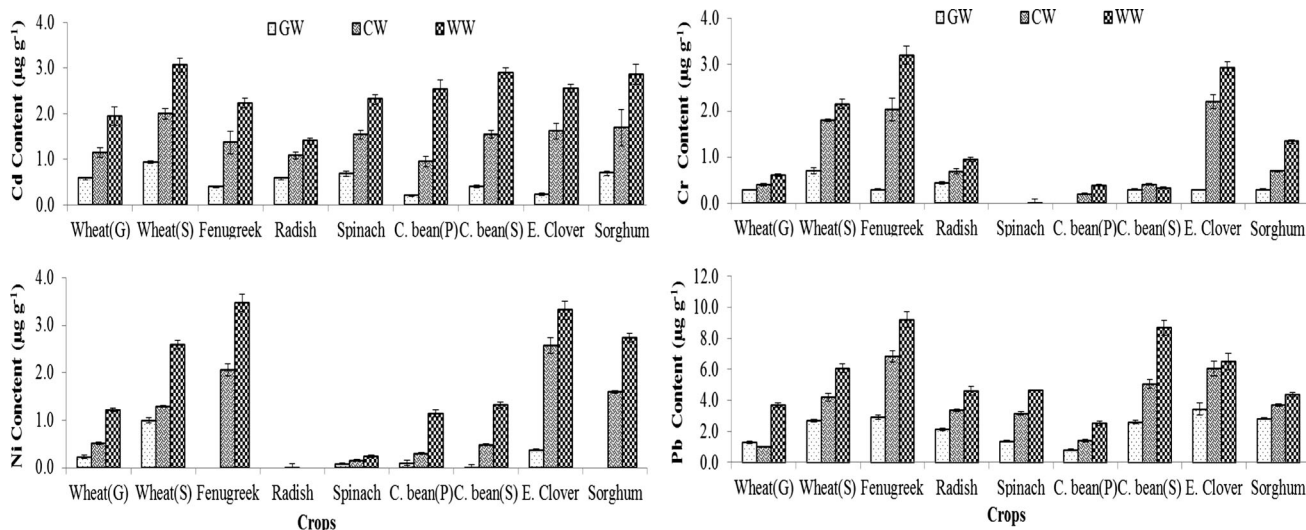 Cd Content (µg g⁻¹)
4.0
3.0
2.0
1.0
0.0
GW CW WW
Wheat(G) Wheat(S) Fenugreek Radish Spinach C. bean(P) C. bean(S) E. Clover Sorghum
Cr Content (µg g⁻¹)
4.0
3.0
2.0
1.0
0.0
GW CW WW
Wheat(G) Wheat(S) Fenugreek Radish Spinach C. bean(P) C. bean(S) E. Clover Sorghum
Ni Conctent (µg g⁻¹)
4.0
3.0
2.0
1.0
0.0
Wheat(G) Wheat(S) Fenugreek Radish Spinach C. bean(P) C. bean(S) E. Clover Sorghum
Crops
Pb Content (µg g⁻¹)
12.0
10.0
8.0
6.0
4.0
2.0
0.0
Wheat(G) Wheat(S) Fenugreek Radish Spinach C. bean(P) C. bean(S) E. Clover Sorghum
Crops